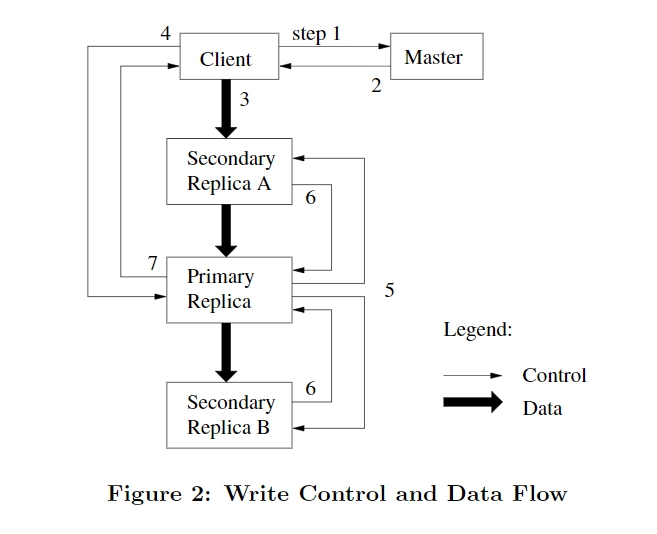 4
step 1
Client
Master
2
3
Secondary
Replica A
6
7
Primary
Replica
5
Legend:
Control
Data
6
Secondary
Replica B
Figure 2: Write Control and Data Flow